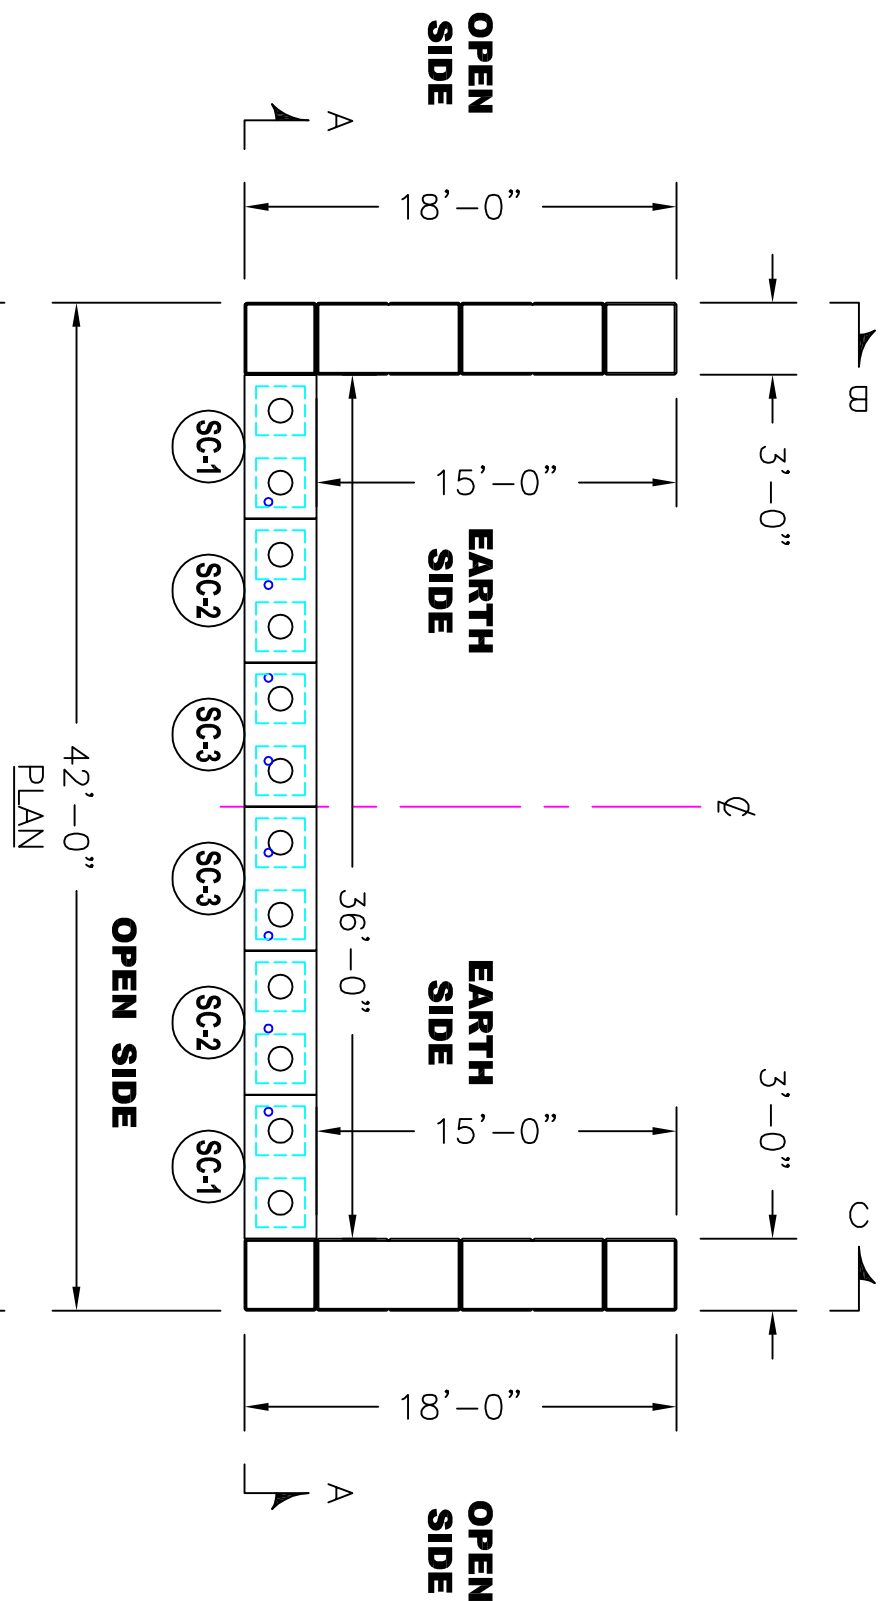 B
C
3'-0"
3'-0"
℄
OPEN
SIDE
EARTH
SIDE
EARTH
SIDE
OPEN
SIDE
18'-0"
15'-0"
15'-0"
18'-0"
36'-0"
A
A
SC-1
SC-2
SC-3
SC-3
SC-2
SC-1
OPEN SIDE
42'-0"
PLAN